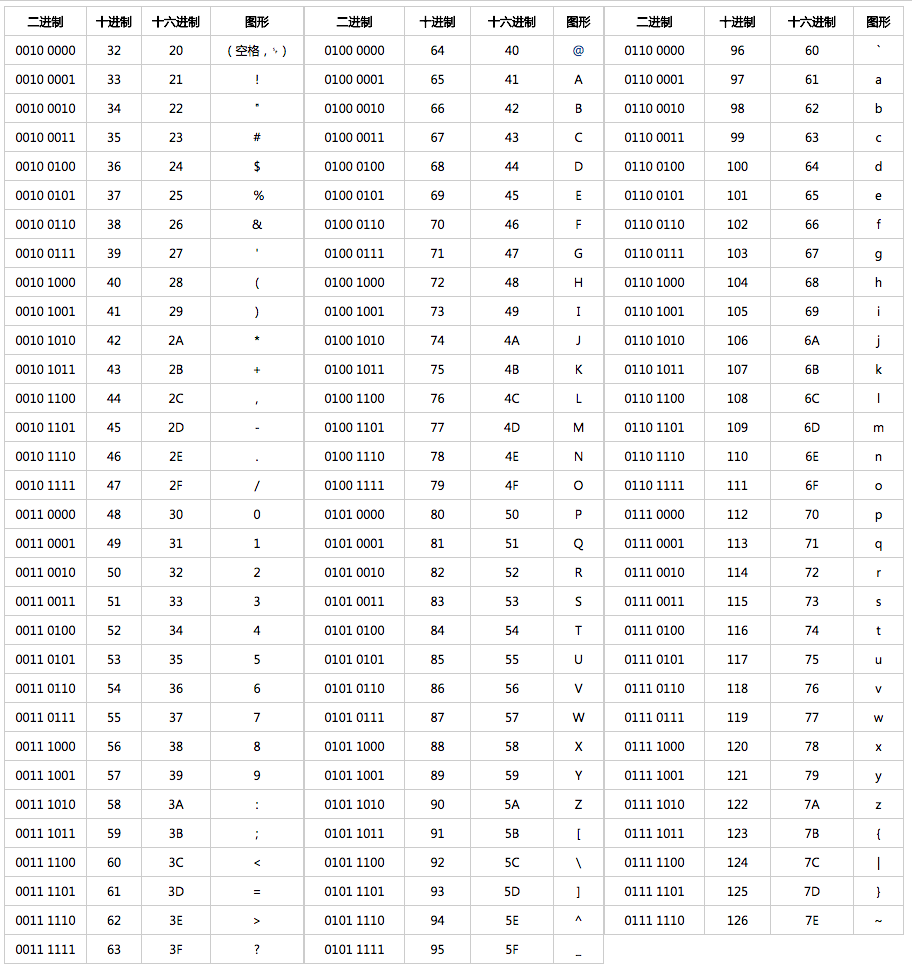 二进制 十进制 十六进制 图形 二进制 十进制 十六进制 图形 二进制 十进制 十六进制 图形
0010 0000 32 20 (空格,␠) 0100 0000 64 40 @ 0110 0000 96 60 `
0010 0001 33 21 ! 0100 0001 65 41 A 0110 0001 97 61 a
0010 0010 34 22 " 0100 0010 66 42 B 0110 0010 98 62 b
0010 0011 35 23 # 0100 0011 67 43 C 0110 0011 99 63 c
0010 0100 36 24 $ 0100 0100 68 44 D 0110 0100 100 64 d
0010 0101 37 25 % 0100 0101 69 45 E 0110 0101 101 65 e
0010 0110 38 26 & 0100 0110 70 46 F 0110 0110 102 66 f
0010 0111 39 27 ' 0100 0111 71 47 G 0110 0111 103 67 g
0010 1000 40 28 ( 0100 1000 72 48 H 0110 1000 104 68 h
0010 1001 41 29 ) 0100 1001 73 49 I 0110 1001 105 69 i
0010 1010 42 2A * 0100 1010 74 4A J 0110 1010 106 6A j
0010 1011 43 2B + 0100 1011 75 4B K 0110 1011 107 6B k
0010 1100 44 2C , 0100 1100 76 4C L 0110 1100 108 6C l
0010 1101 45 2D - 0100 1101 77 4D M 0110 1101 109 6D m
0010 1110 46 2E . 0100 1110 78 4E N 0110 1110 110 6E n
0010 1111 47 2F / 0100 1111 79 4F O 0110 1111 111 6F o
0011 0000 48 30 0 0101 0000 80 50 P 0111 0000 112 70 p
0011 0001 49 31 1 0101 0001 81 51 Q 0111 0001 113 71 q
0011 0010 50 32 2 0101 0010 82 52 R 0111 0010 114 72 r
0011 0011 51 33 3 0101 0011 83 53 S 0111 0011 115 73 s
0011 0100 52 34 4 0101 0100 84 54 T 0111 0100 116 74 t
0011 0101 53 35 5 0101 0101 85 55 U 0111 0101 117 75 u
0011 0110 54 36 6 0101 0110 86 56 V 0111 0110 118 76 v
0011 0111 55 37 7 0101 0111 87 57 W 0111 0111 119 77 w
0011 1000 56 38 8 0101 1000 88 58 X 0111 1000 120 78 x
0011 1001 57 39 9 0101 1001 89 59 Y 0111 1001 121 79 y
0011 1010 58 3A : 0101 1010 90 5A Z 0111 1010 122 7A z
0011 1011 59 3B ; 0101 1011 91 5B [ 0111 1011 123 7B {
0011 1100 60 3C < 0101 1100 92 5C \ 0111 1100 124 7C |
0011 1101 61 3D = 0101 1101 93 5D ] 0111 1101 125 7D }
0011 1110 62 3E > 0101 1110 94 5E ^ 0111 1110 126 7E ~
0011 1111 63 3F ? 0101 1111 95 5F _